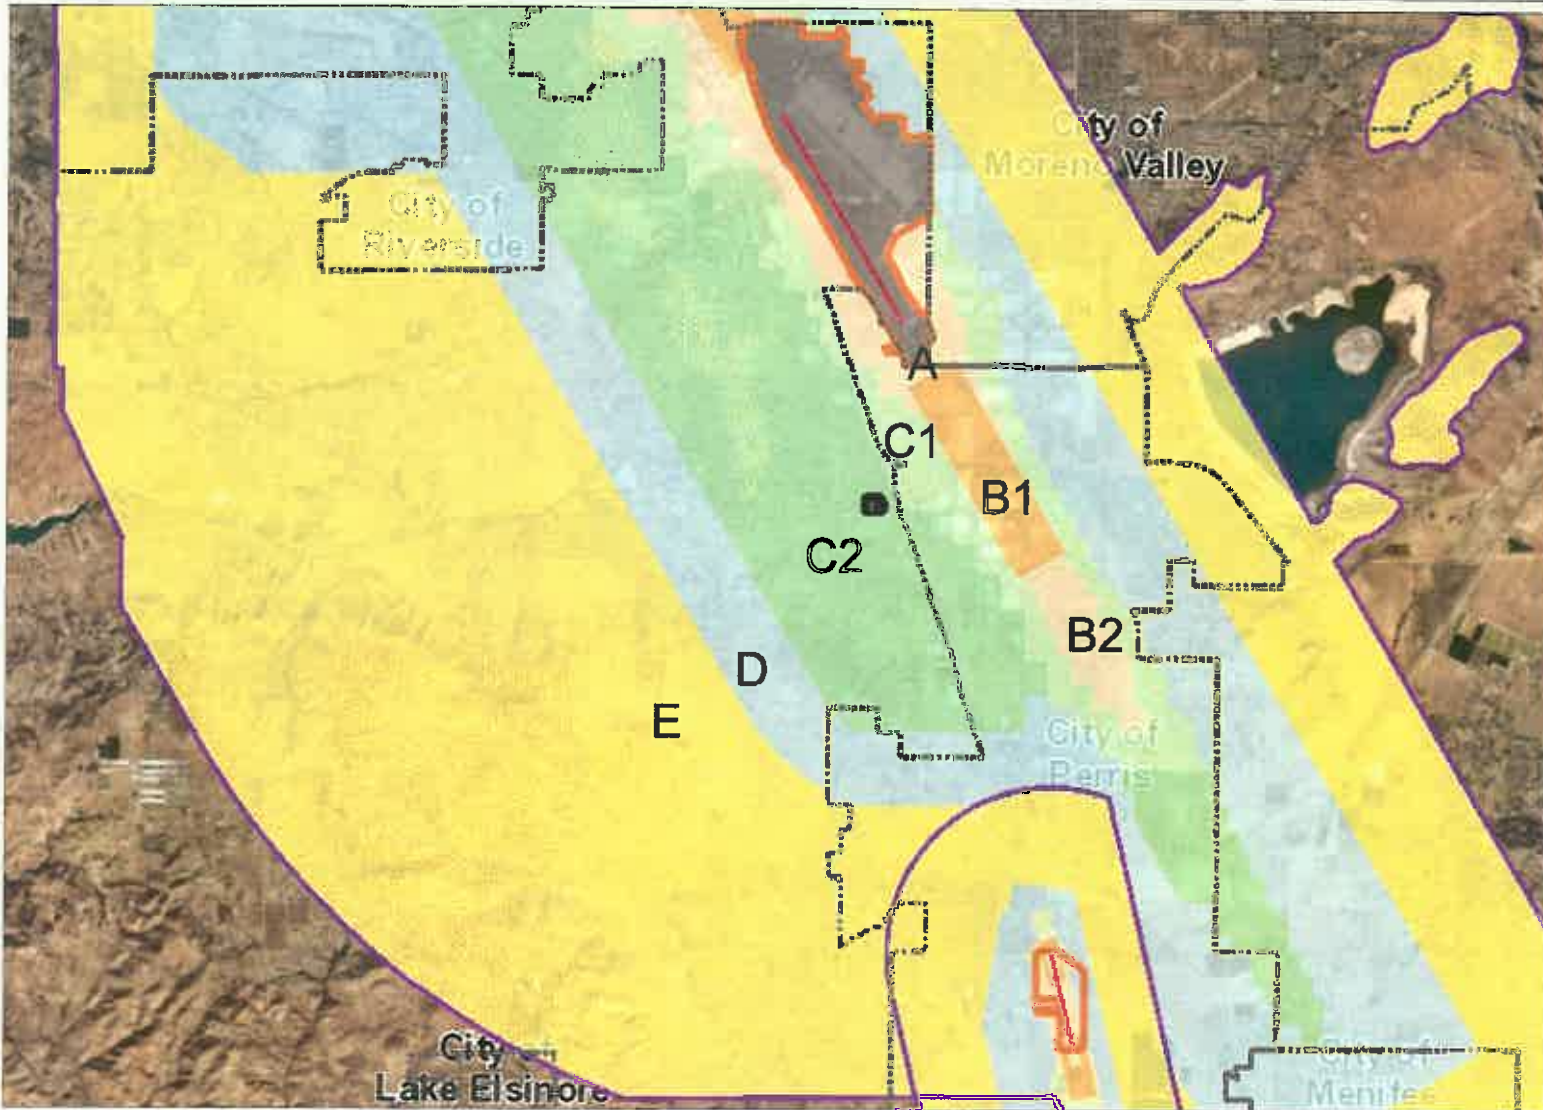 City of
Moreno Valley
City of
Riverside
A
C1
B1
C2
B2
D
E
City of
Perris
City
Lake Elsinore
City of
Menifee